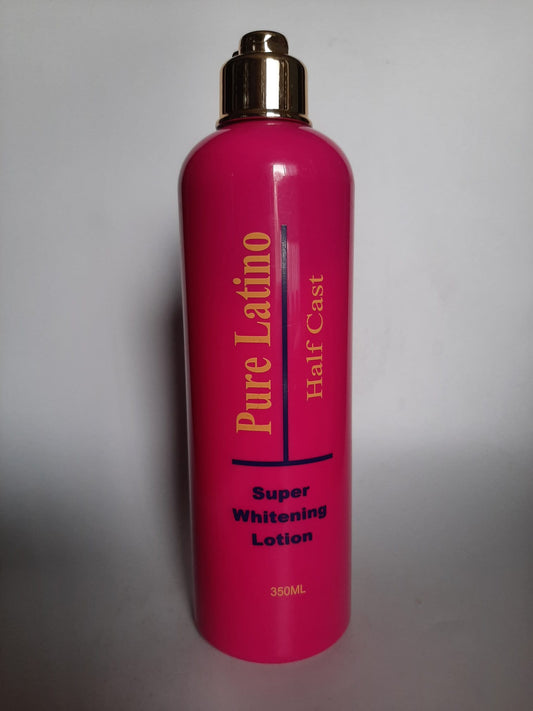 Pure Latino
Half Cast
Super
Whitening
Lotion
350ML